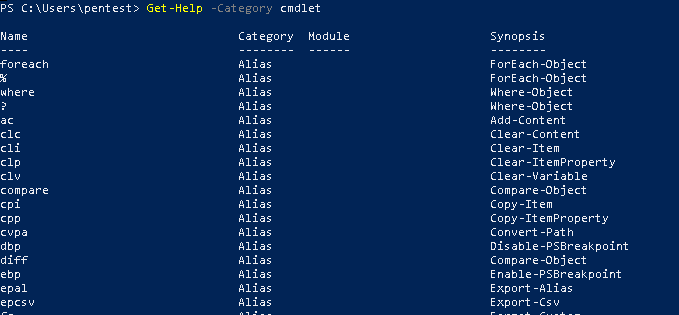 PS C:\Users\pentest> Get-Help -Category cmdlet
Name Category Module Synopsis
---- -------- ------ --------
foreach Alias ForEach-Object
% Alias ForEach-Object
where Alias Where-Object
? Alias Where-Object
ac Alias Add-Content
clc Alias Clear-Content
cli Alias Clear-Item
clp Alias Clear-ItemProperty
clv Alias Clear-Variable
compare Alias Compare-Object
cpi Alias Copy-Item
cpp Alias Copy-ItemProperty
cvpa Alias Convert-Path
dbp Alias Disable-PSBreakpoint
diff Alias Compare-Object
ebp Alias Enable-PSBreakpoint
epal Alias Export-Alias
epcsv Alias Export-Csv